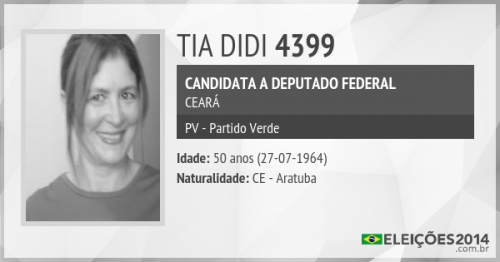 TIA DIDI 4399
CANDIDATA A DEPUTADO FEDERAL
CEARÁ
PV - Partido Verde
Idade: 50 anos (27-07-1964)
Naturalidade: CE - Aratuba
ELEIÇÕES2014
.com.br